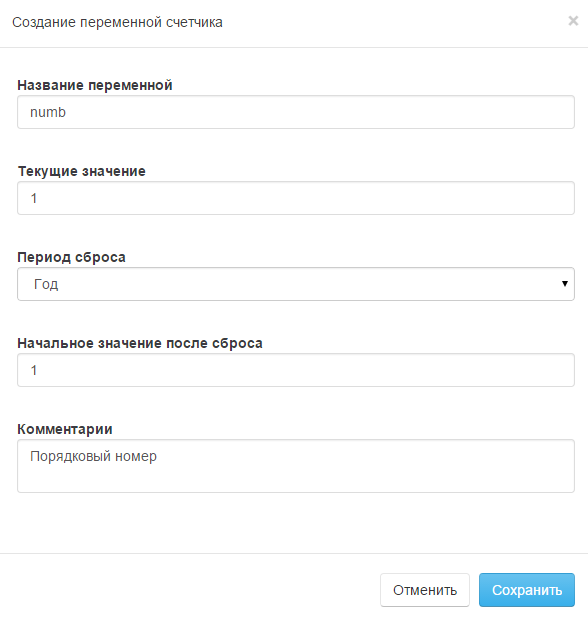 Создание переменной счетчика
×
Название переменной
numb
Текущие значение
1
Период сброса
Год
Начальное значение после сброса
1
Комментарии
Порядковый номер
Отменить
Сохранить